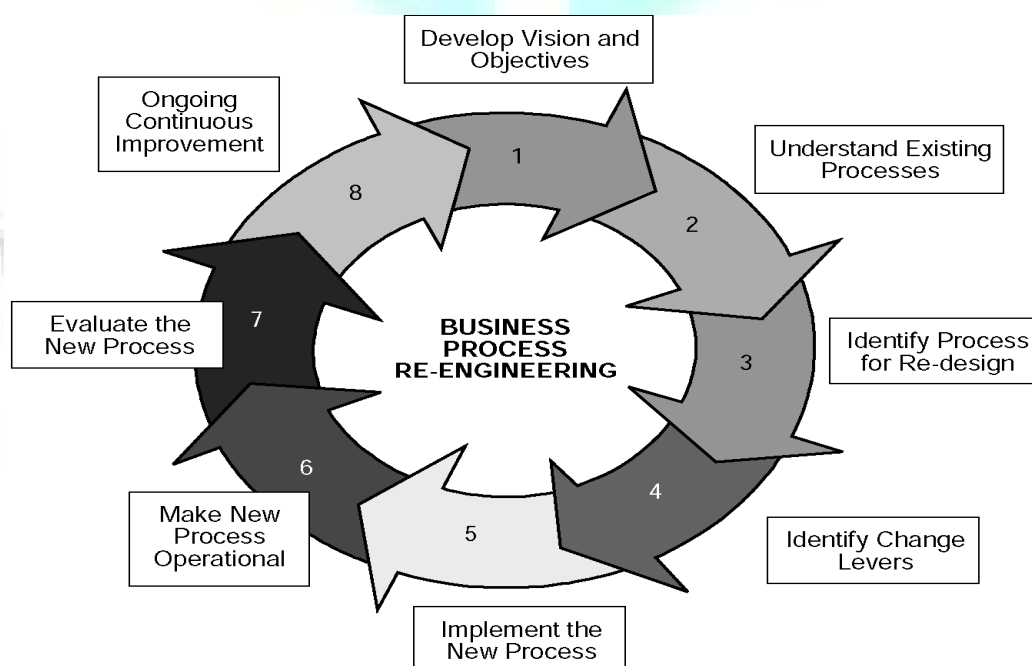 Develop Vision and
Objectives
1
Understand Existing
Processes
2
Identify Process
for Re-design
3
Identify Change
Levers
4
Implement the
New Process
5
Make New
Process
Operational
6
Evaluate the
New Process
7
Ongoing
Continuous
Improvement
8
BUSINESS
PROCESS
RE-ENGINEERING